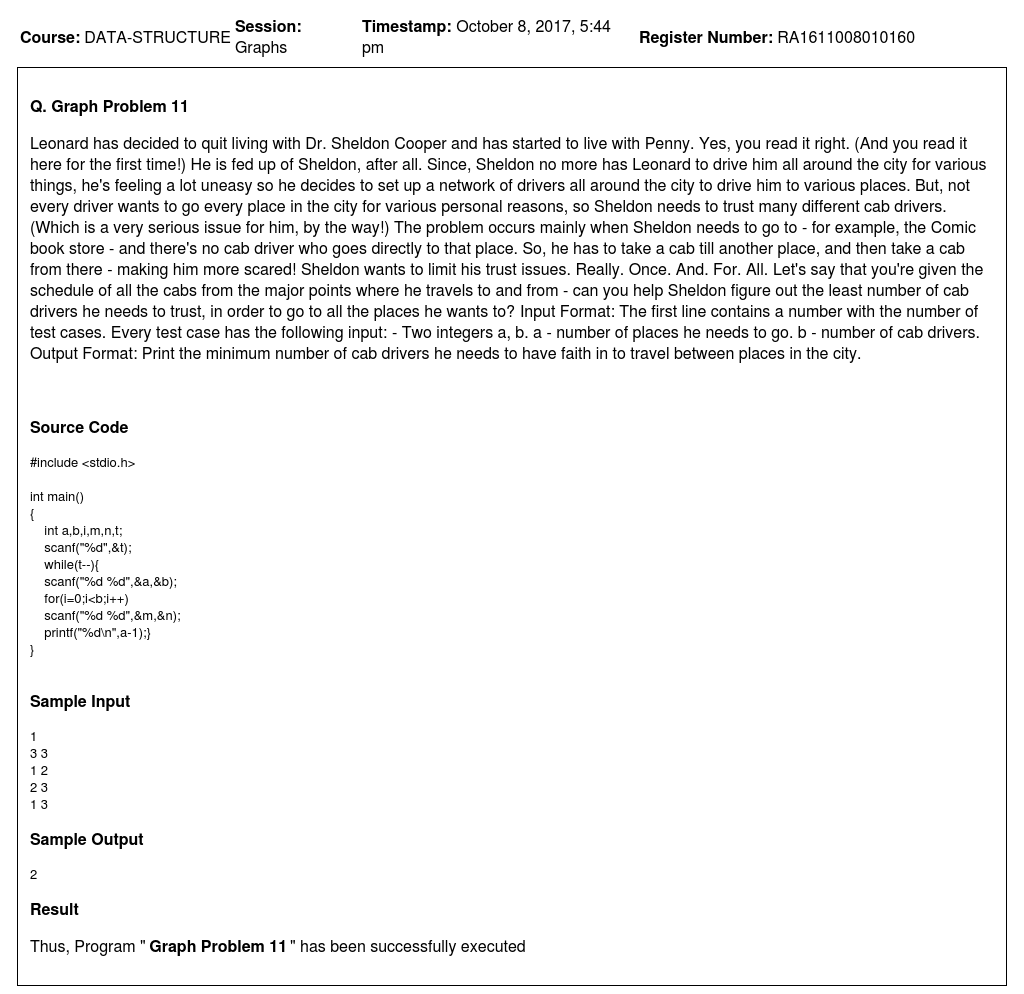 Course: DATA-STRUCTURE Session: Graphs Timestamp: October 8, 2017, 5:44 pm Register Number: RA1611008010160
Q. Graph Problem 11
Leonard has decided to quit living with Dr. Sheldon Cooper and has started to live with Penny. Yes, you read it right. (And you read it
here for the first time!) He is fed up of Sheldon, after all. Since, Sheldon no more has Leonard to drive him all around the city for various
things, he's feeling a lot uneasy so he decides to set up a network of drivers all around the city to drive him to various places. But, not
every driver wants to go every place in the city for various personal reasons, so Sheldon needs to trust many different cab drivers.
(Which is a very serious issue for him, by the way!) The problem occurs mainly when Sheldon needs to go to - for example, the Comic
book store - and there's no cab driver who goes directly to that place. So, he has to take a cab till another place, and then take a cab
from there - making him more scared! Sheldon wants to limit his trust issues. Really. Once. And. For. All. Let's say that you're given the
schedule of all the cabs from the major points where he travels to and from - can you help Sheldon figure out the least number of cab
drivers he needs to trust, in order to go to all the places he wants to? Input Format: The first line contains a number with the number of
test cases. Every test case has the following input: - Two integers a, b. a - number of places he needs to go. b - number of cab drivers.
Output Format: Print the minimum number of cab drivers he needs to have faith in to travel between places in the city.
Source Code
#include <stdio.h>
int main()
{
int a,b,i,m,n,t;
scanf("%d",&t);
while(t--){
scanf("%d %d",&a,&b);
for(i=0;i<b;i++)
scanf("%d %d",&m,&n);
printf("%d\n",a-1);}
}
Sample Input
1
3 3
1 2
2 3
1 3
Sample Output
2
Result
Thus, Program " Graph Problem 11 " has been successfully executed